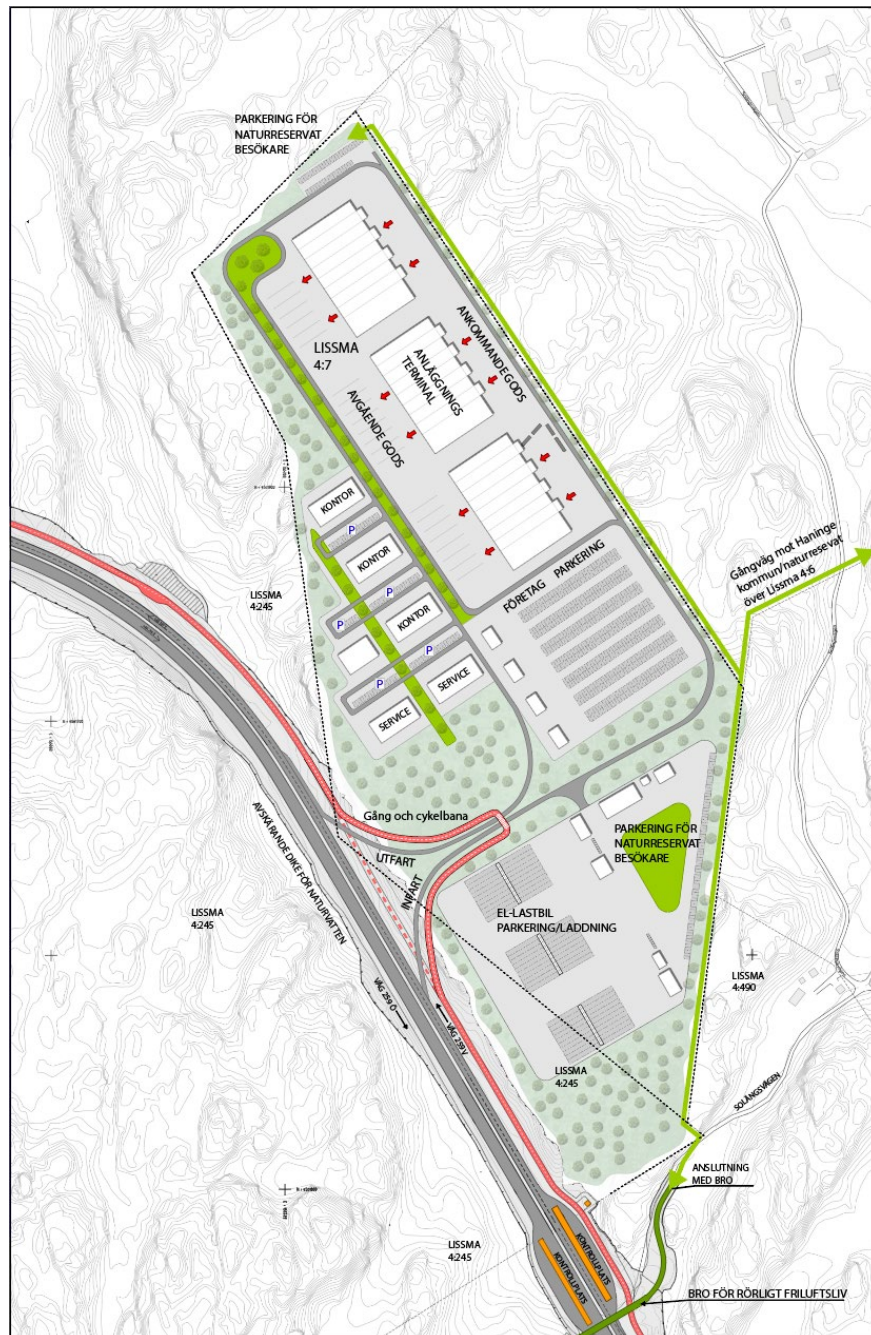 PARKERING FÖR
NATURRESERVAT
BESÖKARE
LISSMA
4:7
ANKOMMANDE GODS
ANLÄGGNINGS
TERMINAL
AVGÅENDE GODS
KONTOR
P
KONTOR
P
P
KONTOR
P
SERVICE
SERVICE
FÖRETAG PARKERING
Gångväg mot Haninge
kommun/naturresevat
över Lissma 4:6
LISSMA
4:245
Gång och cykelbana
UTFART
INFART
PARKERING FÖR
NATURRESERVAT
BESÖKARE
AVSKÄRANDE DIKE FÖR NATURVATTEN
LISSMA
4:245
EL-LASTBIL
PARKERING/LADDNING
LISSMA
4:490
VÄG 259 Ö
VÄG 259 V
LISSMA
4:245
SOLÄNGSVÄGEN
ANSLUTNING
MED BRO
LISSMA
4:245
KONTROLLPLATS
KONTROLLPLATS
BRO FÖR RÖRLIGT FRILUFTSLIV